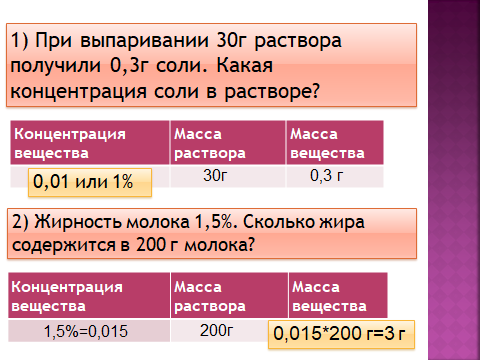 1) При выпаривании 30г раствора
получили 0,3г соли. Какая
концентрация соли в растворе?
Концентрация вещества Масса раствора Масса вещества
0,01 или 1% 30г 0,3 г
2) Жирность молока 1,5%. Сколько жира
содержится в 200 г молока?
Концентрация вещества Масса раствора Масса вещества
1,5%=0,015 200г 0,015*200 г=3 г